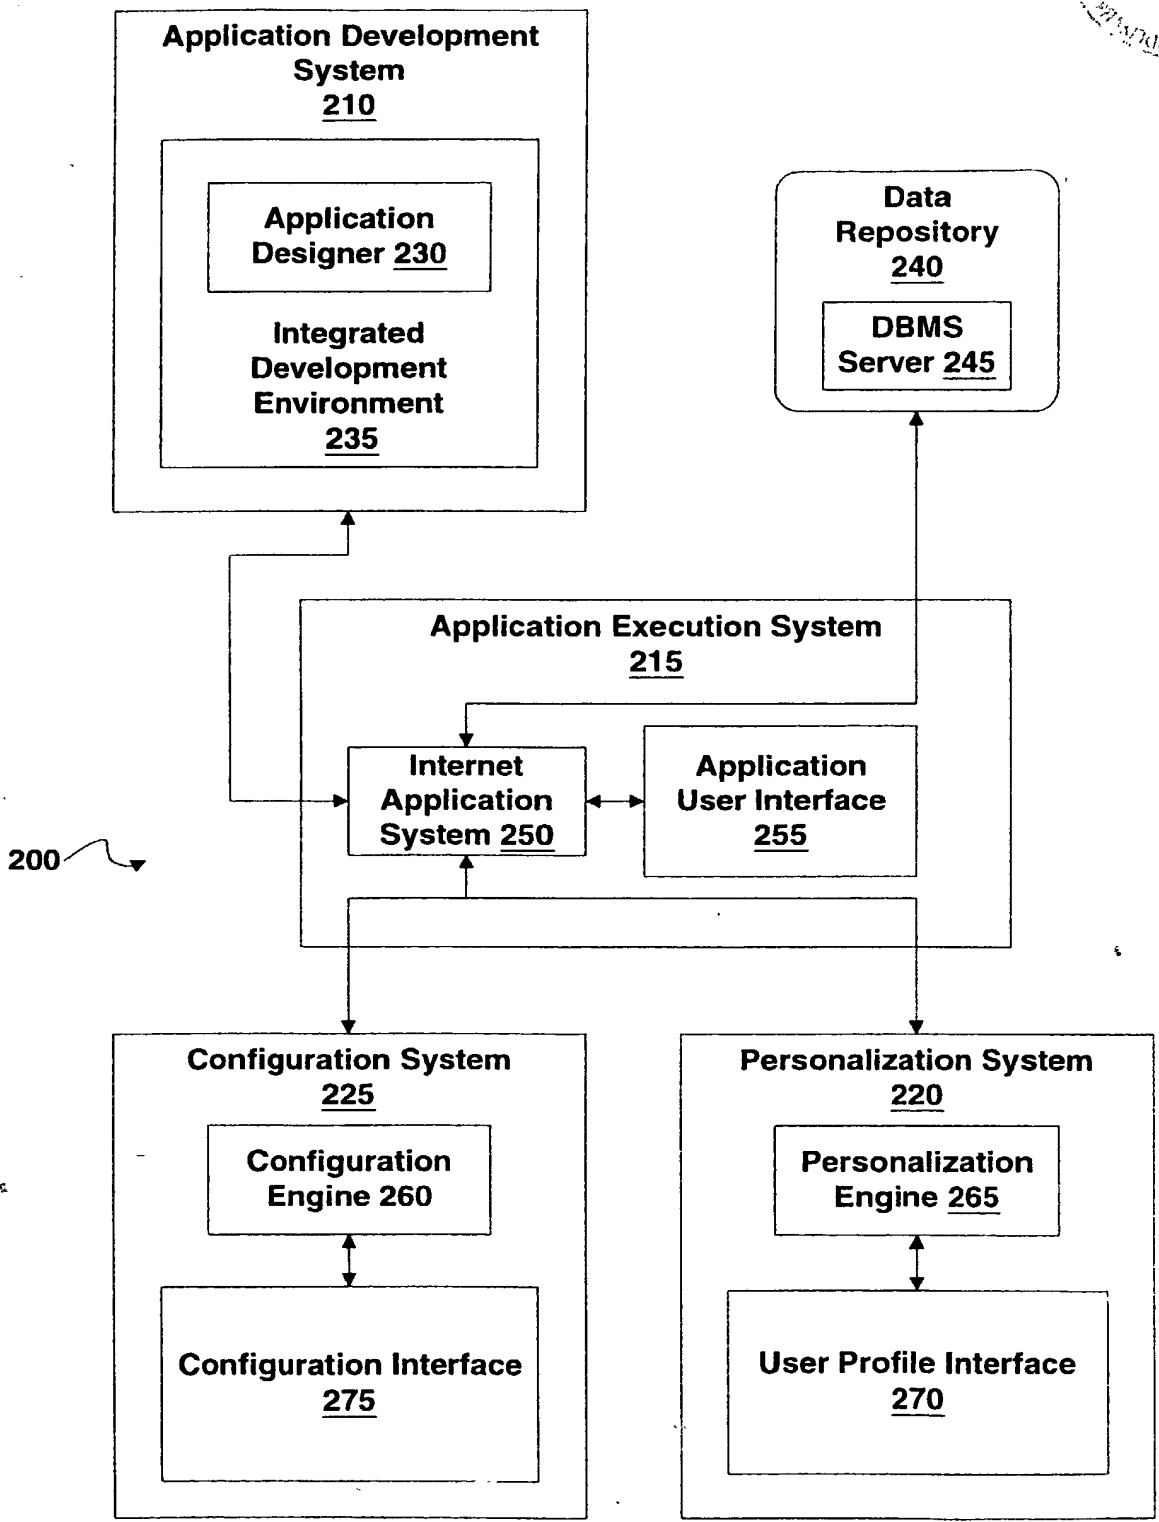 Application Development
System
210
Application
Designer 230
Integrated
Development
Environment
235
Data
Repository
240
DBMS
Server 245
Application Execution System
215
Internet
Application
System 250
Application
User Interface
255
200
Configuration System
225
Configuration
Engine 260
Configuration Interface
275
Personalization System
220
Personalization
Engine 265
User Profile Interface
270